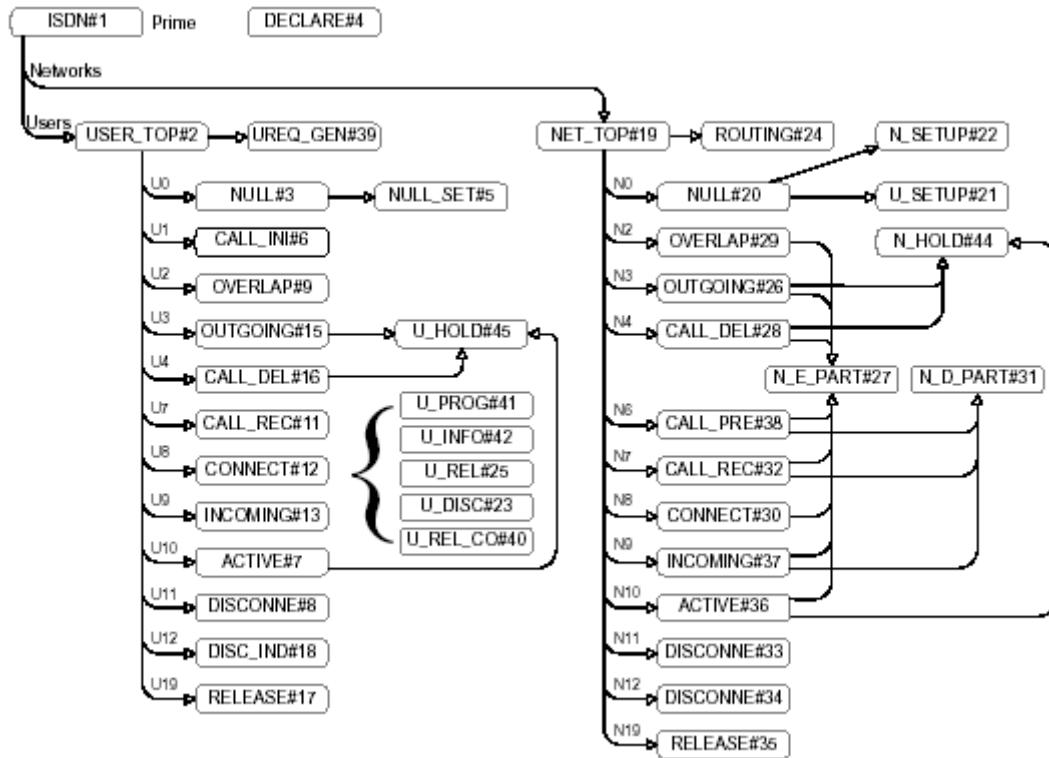 ISDN#1 Prime DECLARE#4
Networks
Users
USER_TOP#2 UREQ_GEN#39 NET_TOP#19 ROUTING#24 N_SETUP#22
U0 NULL#3 NULL_SET#5 N0 NULL#20 U_SETUP#21
U1 CALL_INI#6 N2 OVERLAP#29 N_HOLD#44
U2 OVERLAP#9 N3 OUTGOING#26
U3 OUTGOING#15 U_HOLD#45 N4 CALL_DEL#28
U4 CALL_DEL#16 N_E_PART#27 N_D_PART#31
U_PROG#41
U7 CALL_REC#11 N6 CALL_PRE#38
U_INFO#42
U8 CONNECT#12 U_REL#25 N7 CALL_REC#32
U9 INCOMING#13 U_DISC#23 N8 CONNECT#30
U_REL_CO#40
U10 ACTIVE#7 N9 INCOMING#37
U11 DISCONNE#8 N10 ACTIVE#36
U12 DISC_IND#18 N11 DISCONNE#33
U19 RELEASE#17 N12 DISCONNE#34
N19 RELEASE#35